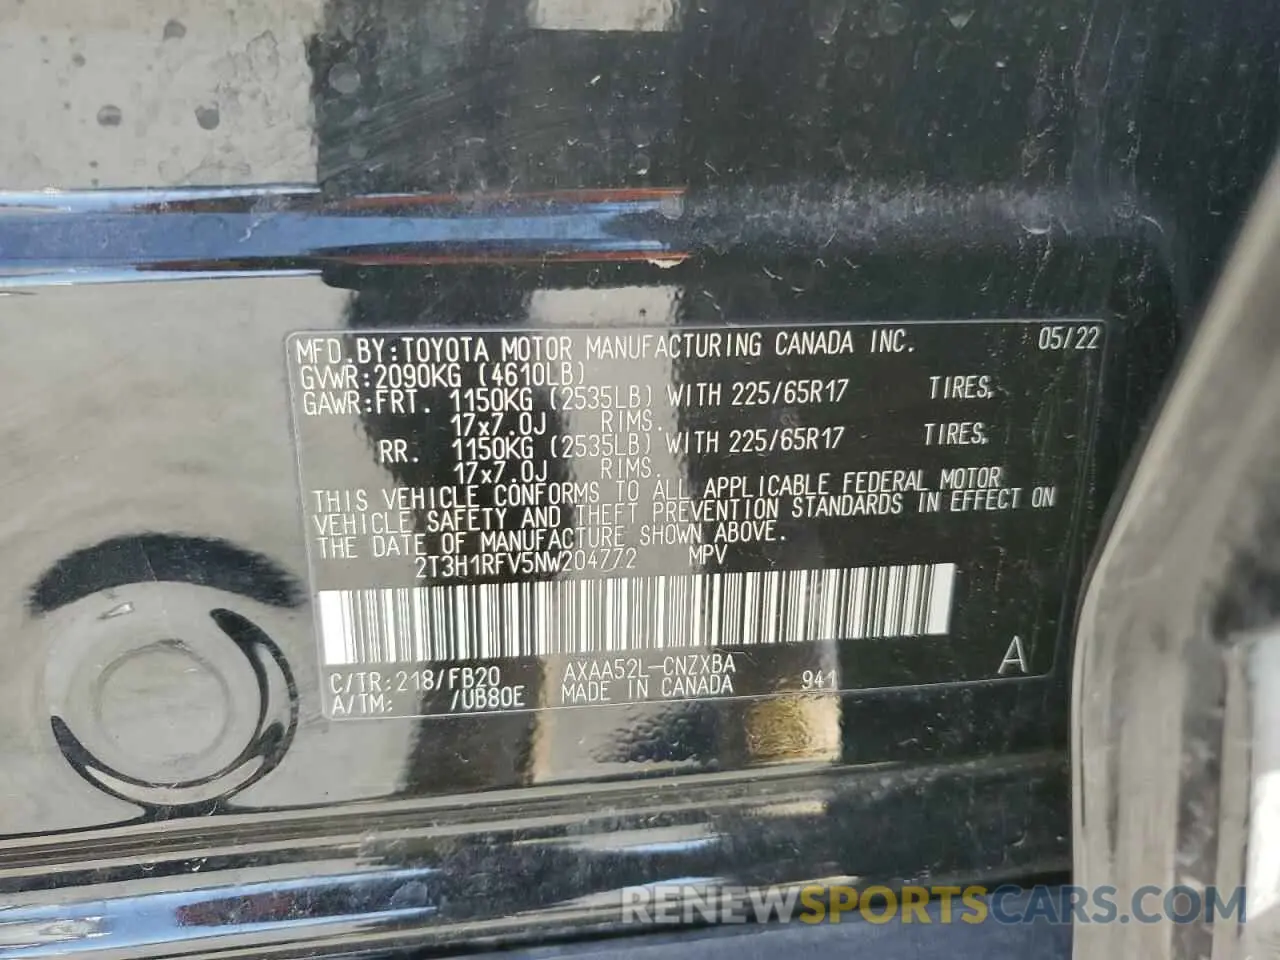 MFD.BY:TOYOTA MOTOR MANUFACTURING CANADA INC. 05/22
GVWR:2090KG (4610LB)
GAWR:FRT. 1150KG (2535LB) WITH 225/65R17 TIRES,
17x7.0J RIMS.
RR. 1150KG (2535LB) WITH 225/65R17 TIRES,
17x7.0J RIMS.
THIS VEHICLE CONFORMS TO ALL APPLICABLE FEDERAL MOTOR
VEHICLE SAFETY AND THEFT PREVENTION STANDARDS IN EFFECT ON
THE DATE OF MANUFACTURE SHOWN ABOVE.
2T3H1RFV5NW204772 MPV
C/TR:218/FB20 AXAA52L-CNZXBA A
A/TM: /UB80E MADE IN CANADA 941
RENEWSPORTSCARS.COM